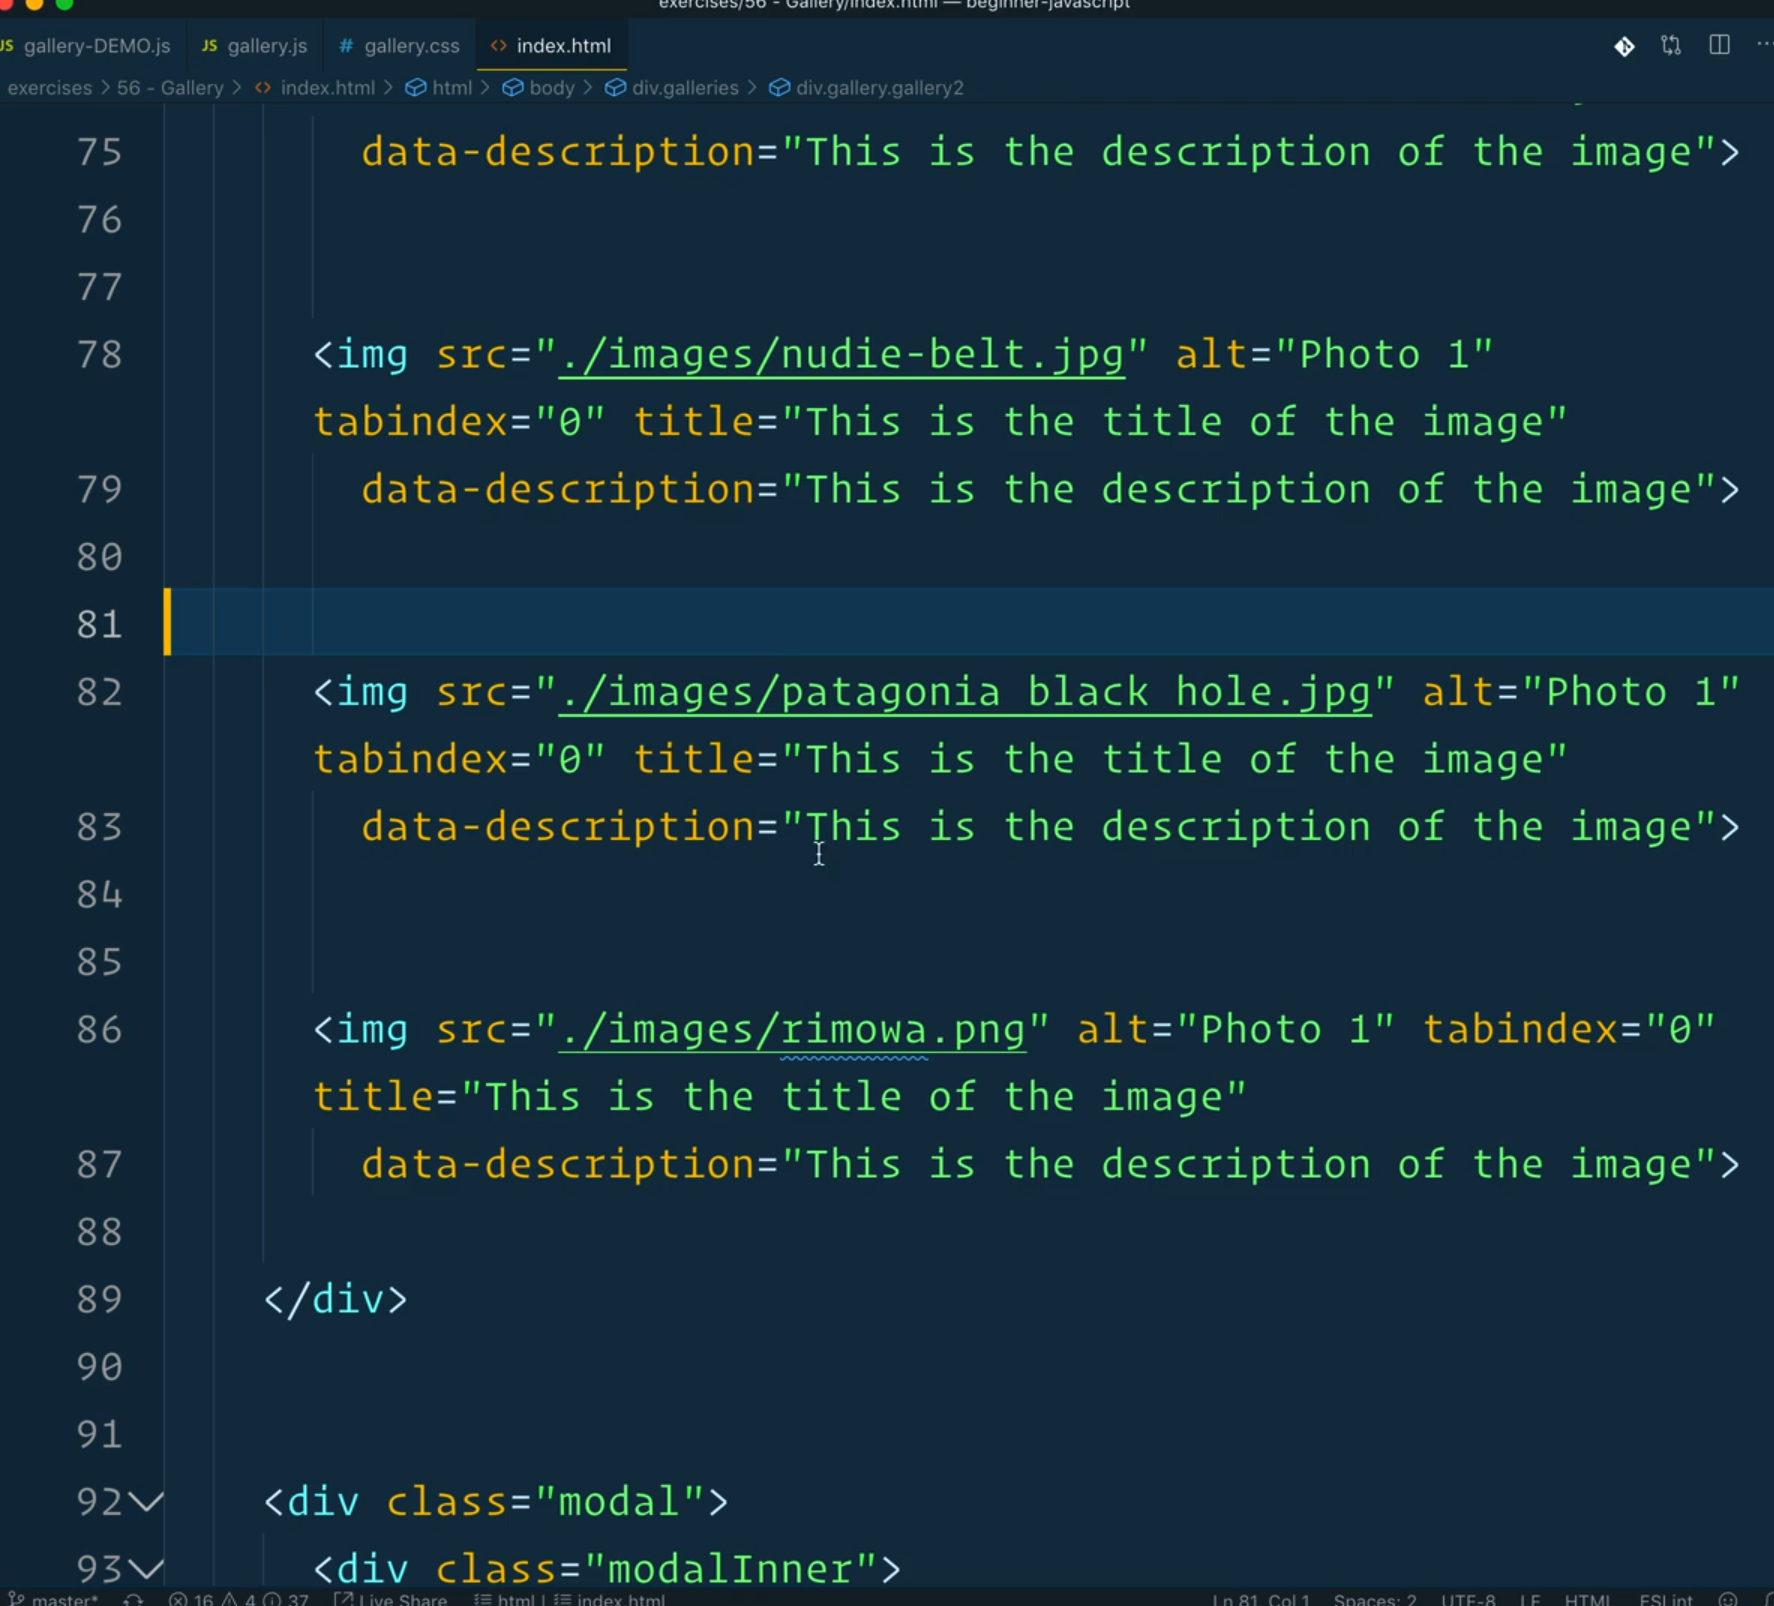 exercises/56 - Gallery/index.html — beginner-javascript
JS gallery-DEMO.js JS gallery.js # gallery.css <> index.html
exercises > 56 - Gallery > <> index.html > html > body > div.galleries > div.gallery.gallery2
75 data-description="This is the description of the image">
76
77
78 <img src="./images/nudie-belt.jpg" alt="Photo 1"
tabindex="0" title="This is the title of the image"
79 data-description="This is the description of the image">
80
81
82 <img src="./images/patagonia black hole.jpg" alt="Photo 1"
tabindex="0" title="This is the title of the image"
83 data-description="This is the description of the image">
84
85
86 <img src="./images/rimowa.png" alt="Photo 1" tabindex="0"
title="This is the title of the image"
87 data-description="This is the description of the image">
88
89 </div>
90
91
92 <div class="modal">
93 <div class="modalInner">
master* 16 4 37 Live Share html | index.html Ln 81, Col 1 Spaces: 2 UTF-8 LF HTML ESLint